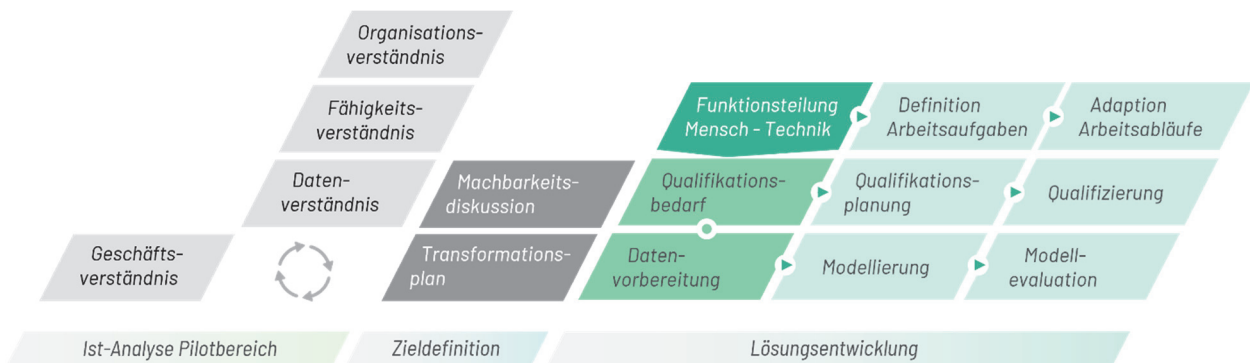 Organisations-
verständnis
Fähigkeits-
verständnis
Daten-
verständnis
Geschäfts-
verständnis
Machbarkeits-
diskussion
Transformations-
plan
Funktionsteilung
Mensch - Technik
Definition
Arbeitsaufgaben
Adaption
Arbeitsabläufe
Qualifikations-
bedarf
Qualifikations-
planung
Qualifizierung
Daten-
vorbereitung
Modellierung
Modell-
evaluation
Ist-Analyse Pilotbereich
Zieldefinition
Lösungsentwicklung